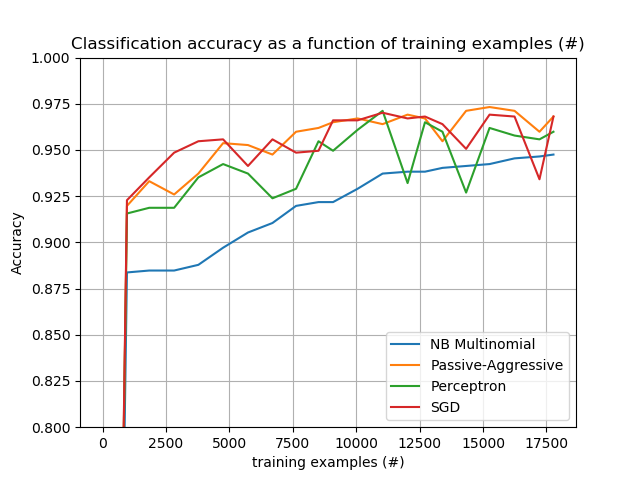 Classification accuracy as a function of training examples (#)
1.000
0.975
0.950
0.925
0.900
0.875
0.850
0.825
0.800
Accuracy
NB Multinomial
Passive-Aggressive
Perceptron
SGD
0 2500 5000 7500 10000 12500 15000 17500
training examples (#)